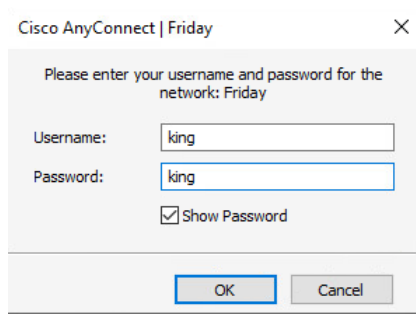 Cisco AnyConnect | Friday
Please enter your username and password for the
network: Friday
Username: king
Password: king
Show Password
OK Cancel